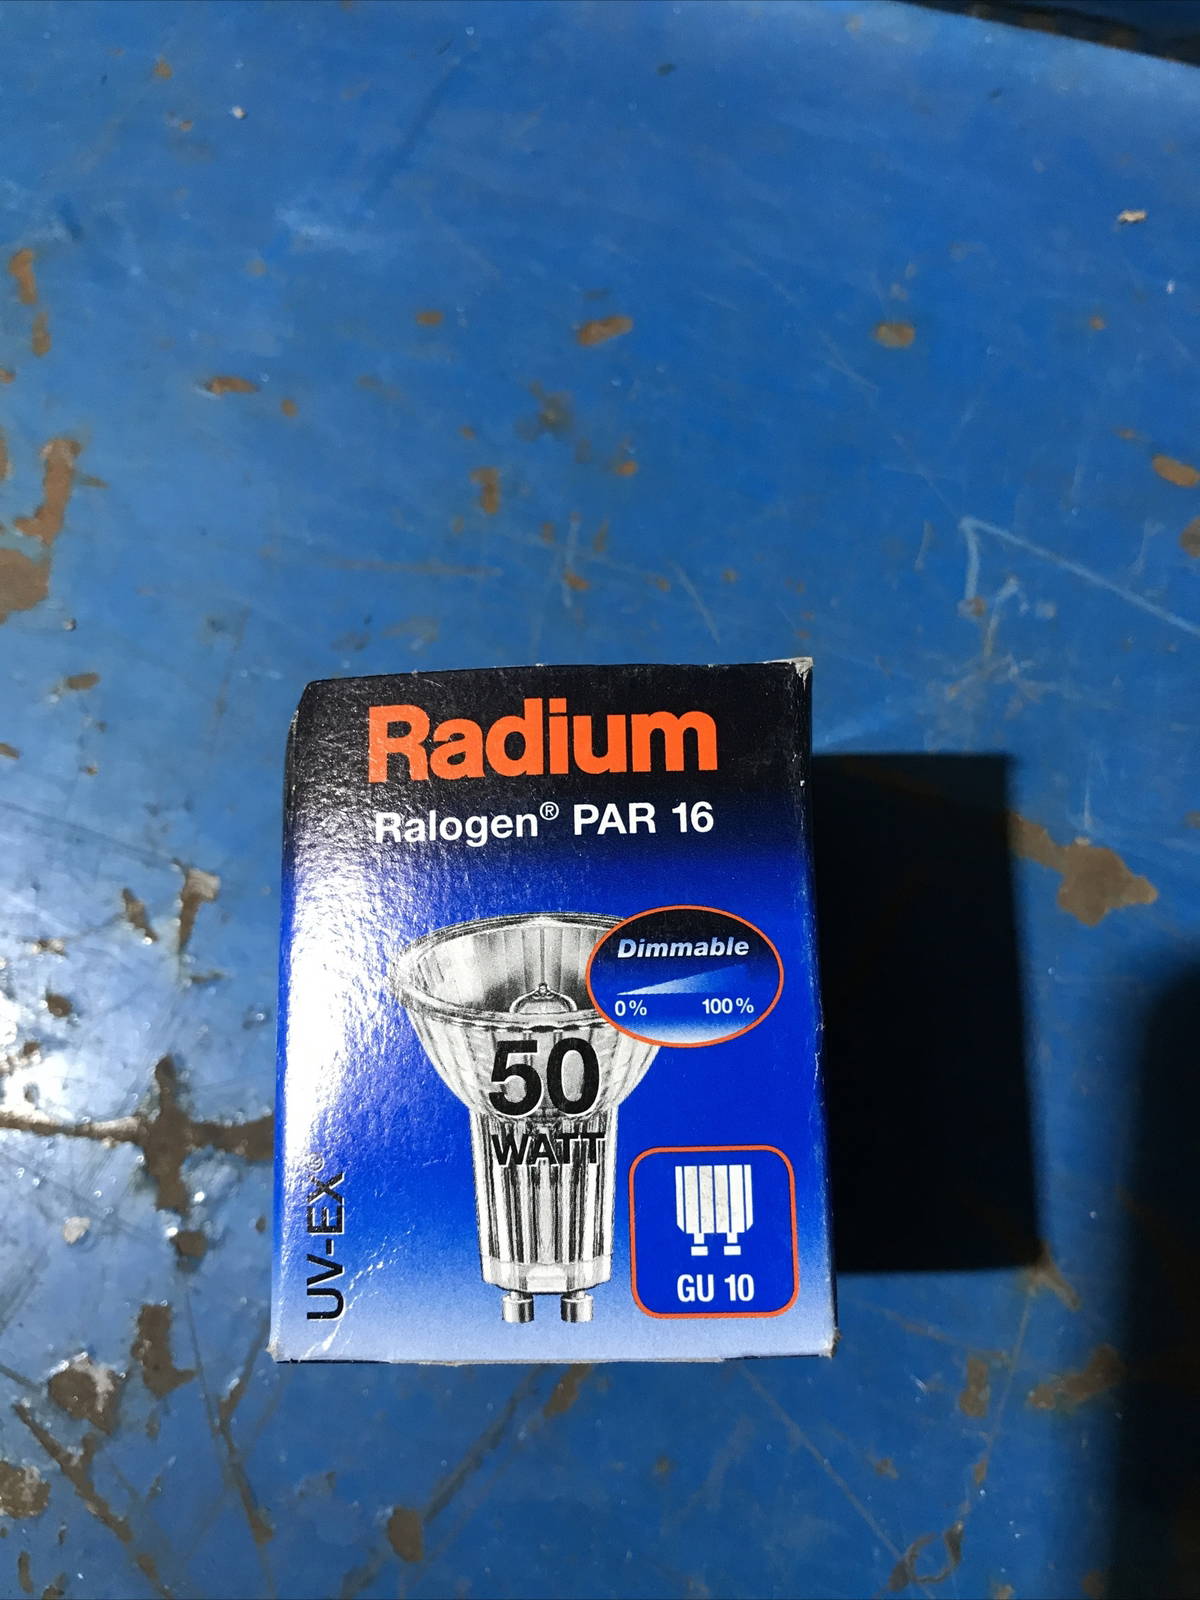 Radium
Ralogen® PAR 16
Dimmable
0% 100%
50
WATT
UV-EX®
GU 10